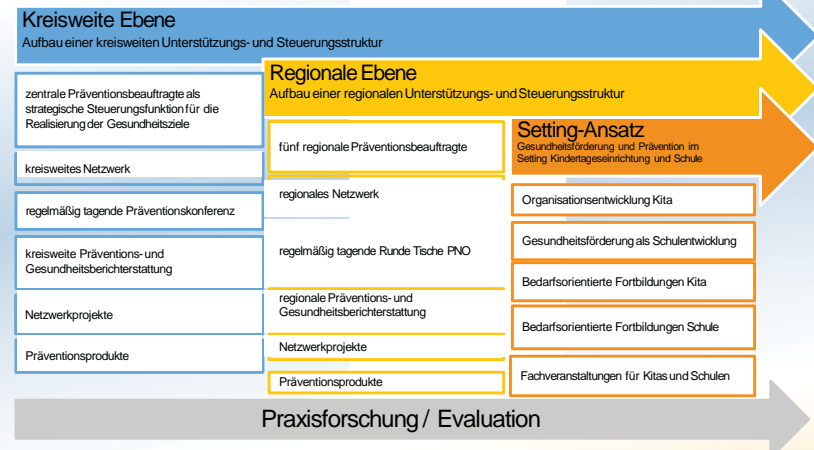 Kreisweite Ebene
Aufbau einer kreisweiten Unterstützungs- und Steuerungsstruktur
zentrale Präventionsbeauftragte als
strategische Steuerungsfunktion für die
Realisierung der Gesundheitsziele
kreisweites Netzwerk
regelmäßig tagende Präventionskonferenz
kreisweite Präventions- und
Gesundheitsberichterstattung
Netzwerkprojekte
Präventionsprodukte
Regionale Ebene
Aufbau einer regionalen Unterstützungs- und Steuerungsstruktur
fünf regionale Präventionsbeauftragte
regionales Netzwerk
regelmäßig tagende Runde Tische PNO
regionale Präventions- und
Gesundheitsberichterstattung
Netzwerkprojekte
Präventionsprodukte
Setting-Ansatz
Gesundheitsförderung und Prävention im
Setting Kindertageseinrichtung und Schule
Organisationsentwicklung Kita
Gesundheitsförderung als Schulentwicklung
Bedarfsorientierte Fortbildungen Kita
Bedarfsorientierte Fortbildungen Schule
Fachveranstaltungen für Kitas und Schulen
Praxisforschung / Evaluation